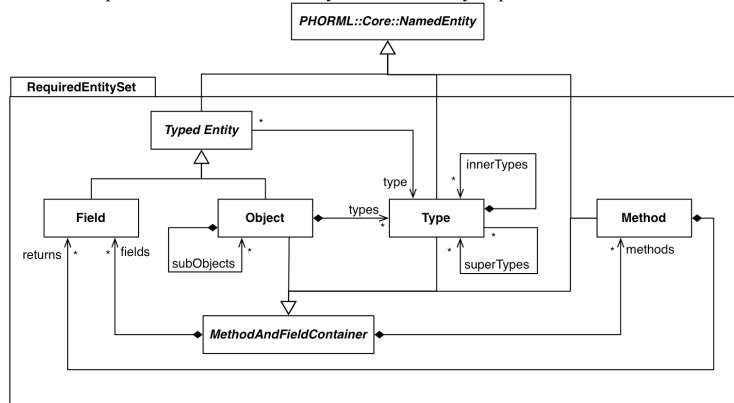 PHORML::Core::NamedEntity
RequiredEntitySet
Typed Entity
*
innerTypes
*
type
Field
Object
types
*
Type
Method
returns
*
*
fields
*
subObjects
*
*
superTypes
*
methods
MethodAndFieldContainer